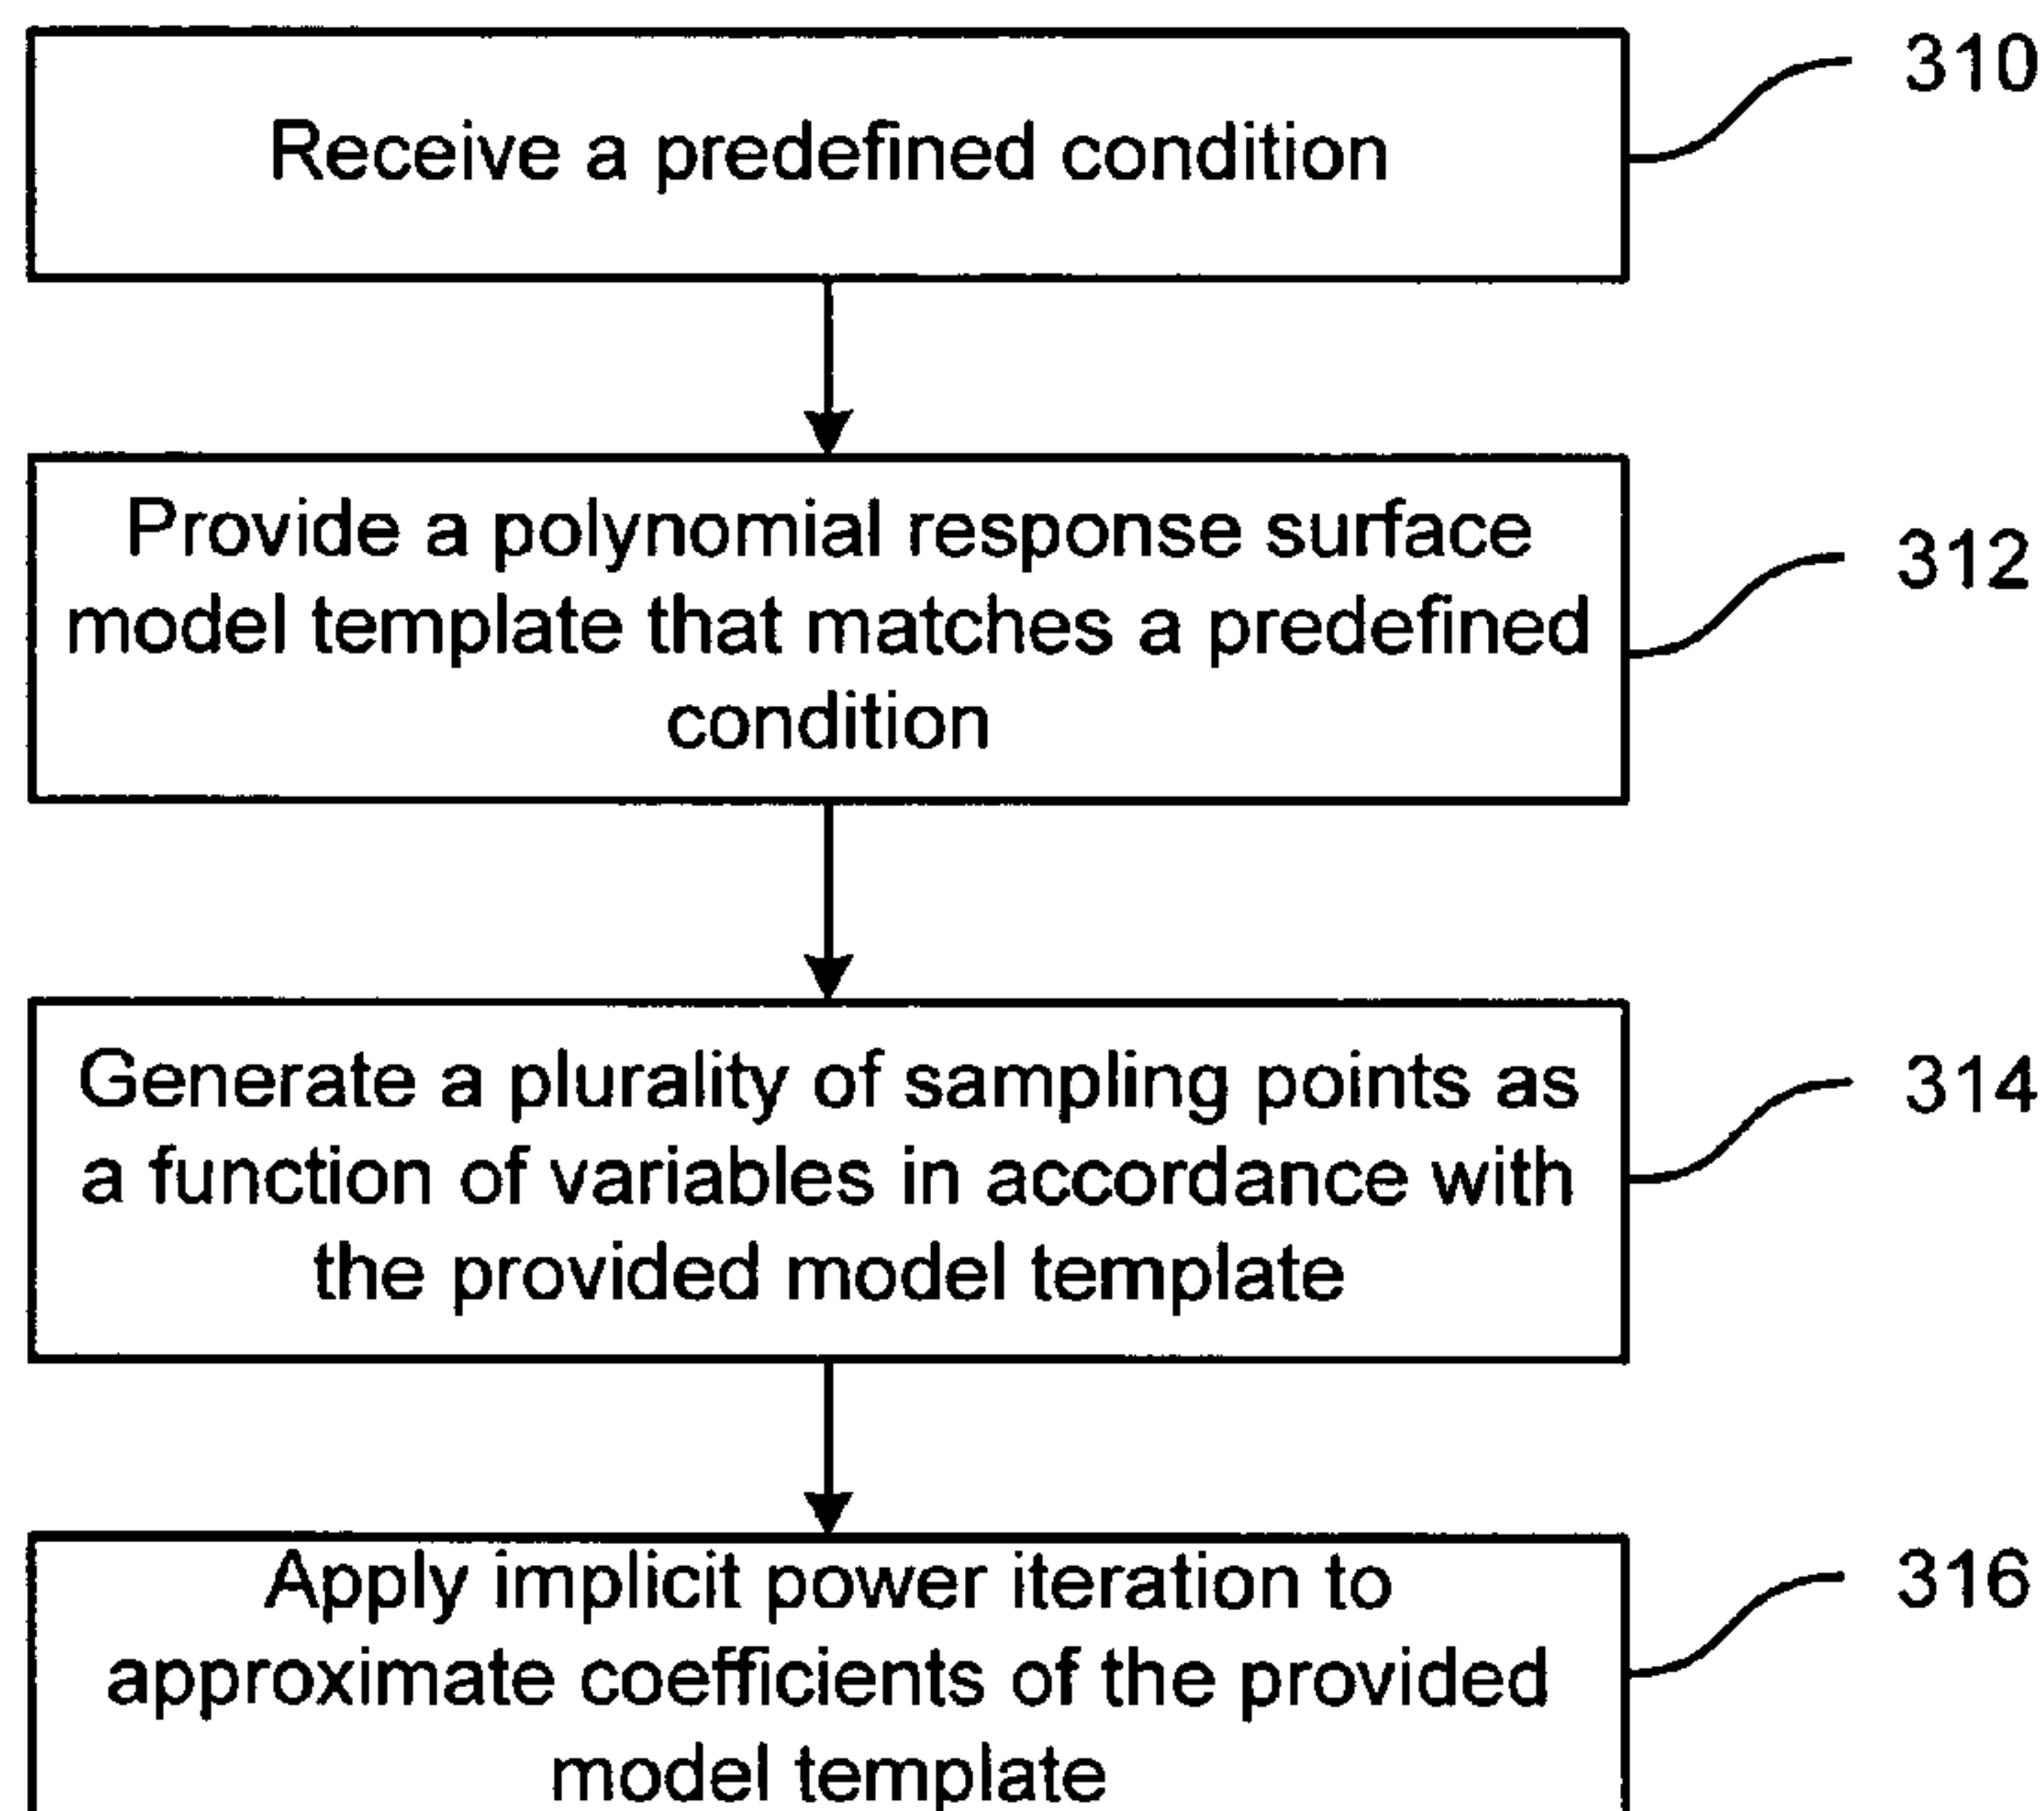 310
Receive a predefined condition
Provide a polynomial response surface
312
model template that matches a predefined
condition
Generate a plurality of sampling points as
314
a function of variables in accordance with
the provided model template
Apply implicit power iteration to
316
approximate coefficients of the provided
model template